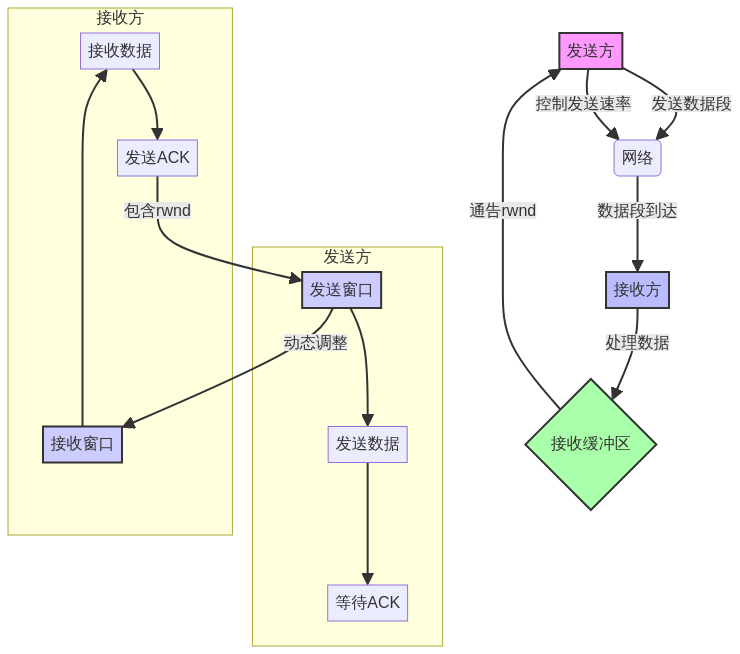 接收方
接收数据
发送ACK
包含rwnd
接收窗口
发送方
发送窗口
动态调整
发送数据
等待ACK
发送方
控制发送速率
发送数据段
网络
通告rwnd
数据段到达
接收方
处理数据
接收缓冲区